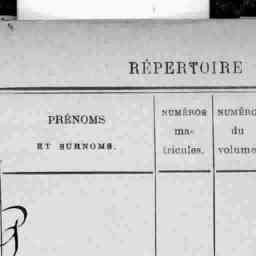 RÉPERTOIRE
PRÉNOMS
ET SURNOMS.
NUMÉROS
ma-
tricules.
NUMÉRO
du
volume